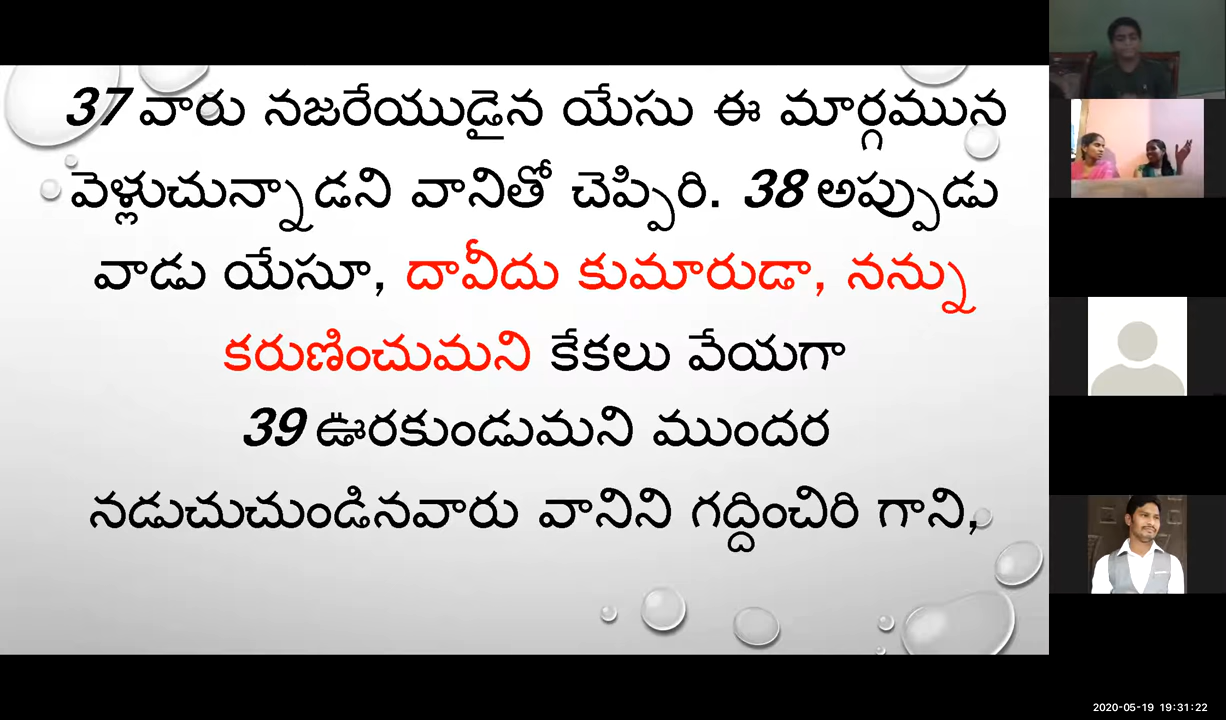 37 వారు నజరేయుడైన యేసు ఈ మార్గమున
వెళ్లుచున్నాడని వానితో చెప్పిరి. 38 అప్పుడు
వాడు యేసూ, దావీదు కుమారుడా, నన్ను
కరుణించుమని కేకలు వేయగా
39 ఊరకుండుమని ముందర
నడుచుచుండినవారు వానిని గద్దించిరి గాని,
2020-05-19 19:31:22